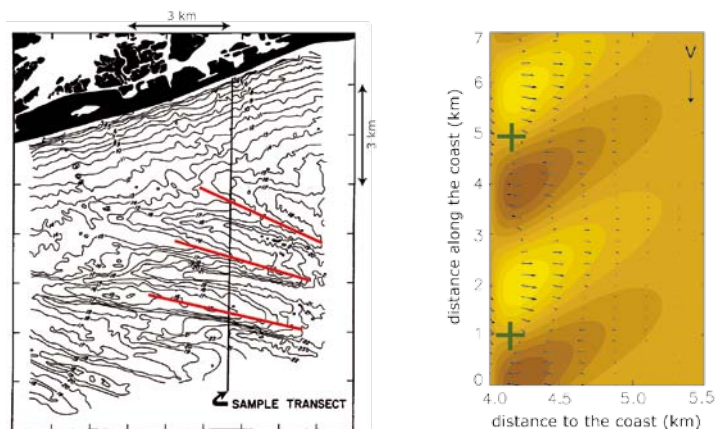 3 km
3 km
SAMPLE TRANSECT
7
6
5
4
3
2
1
0
distance along the coast (km)
V
4.0
4.5
5.0
5.5
distance to the coast (km)